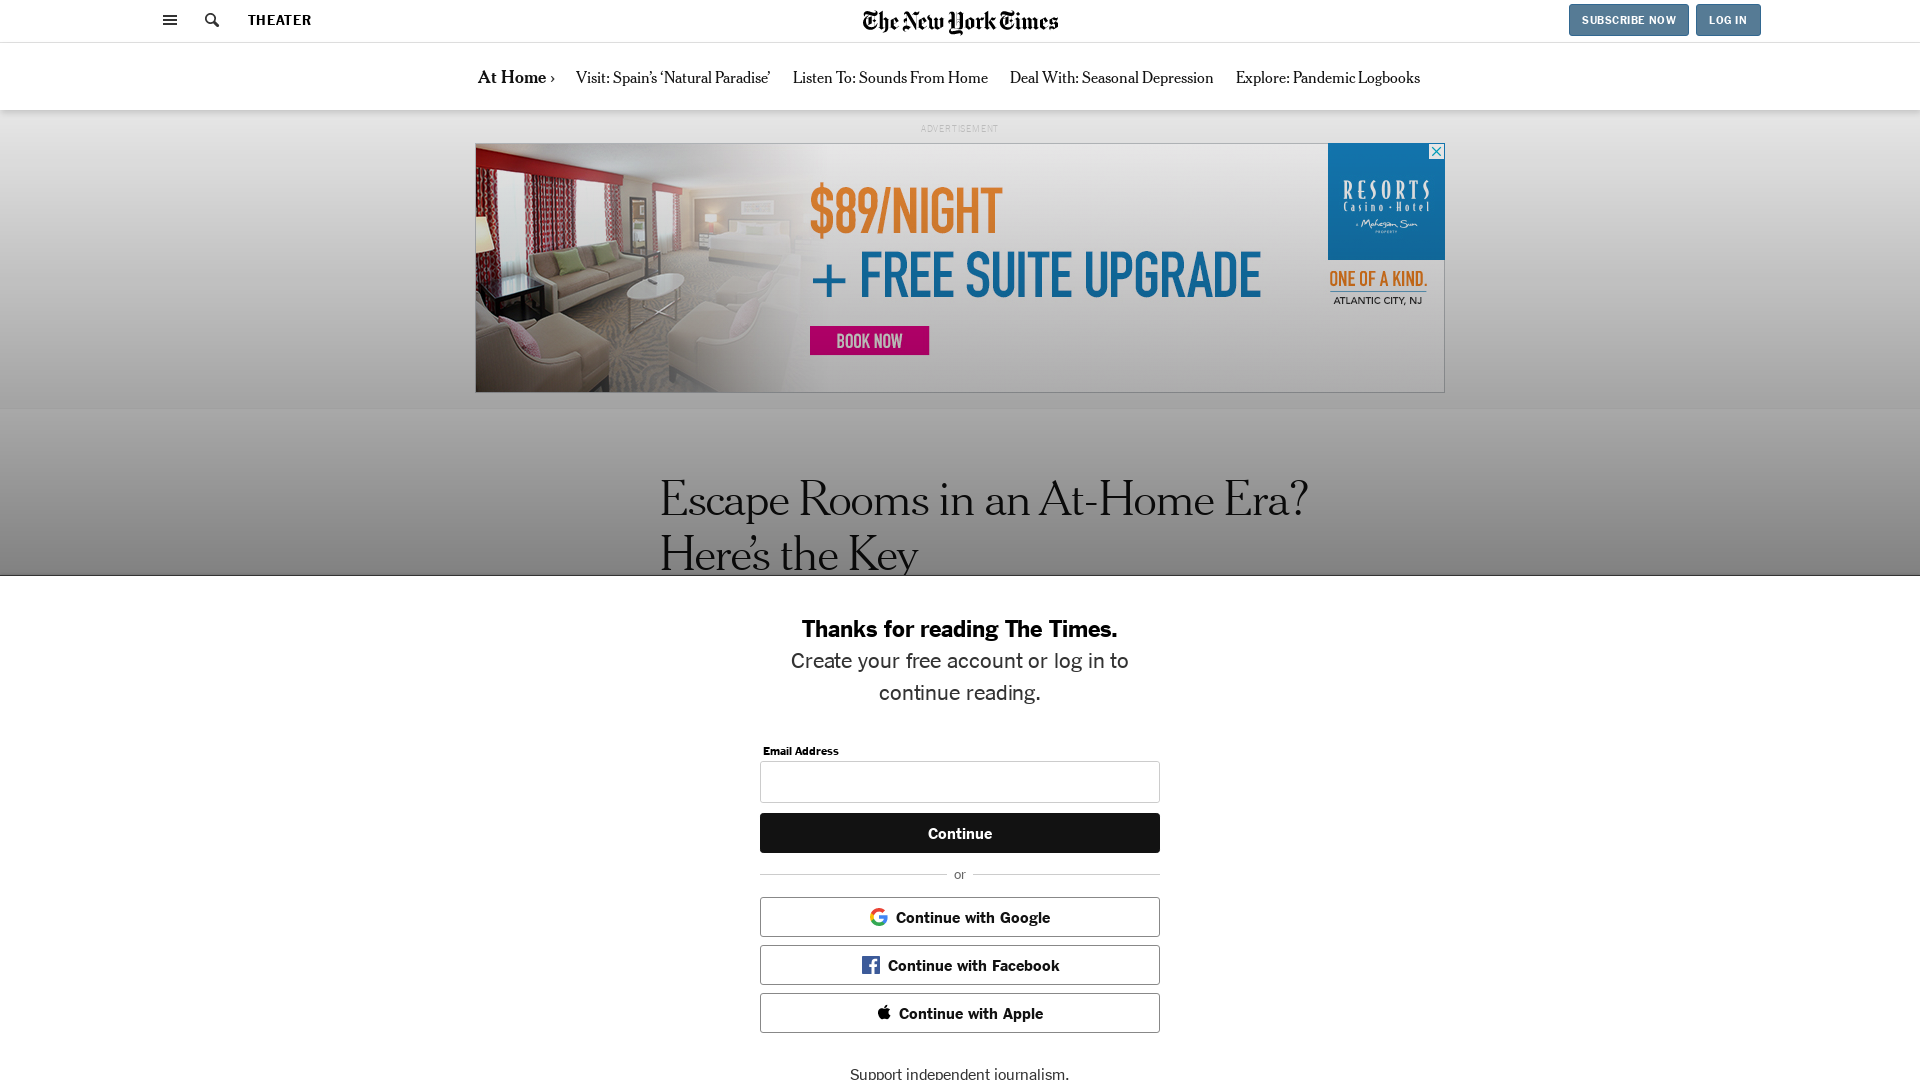 THEATER
The New York Times
SUBSCRIBE NOW
LOG IN
At Home ›
Visit: Spain’s ‘Natural Paradise’
Listen To: Sounds From Home
Deal With: Seasonal Depression
Explore: Pandemic Logbooks
ADVERTISEMENT
$89/NIGHT
+ FREE SUITE UPGRADE
BOOK NOW
RESORTS
Casino • Hotel
a Mohegan Sun
PROPERTY
ONE OF A KIND.
ATLANTIC CITY, NJ
Escape Rooms in an At-Home Era?
Here’s the Key
Thanks for reading The Times.
Create your free account or log in to
continue reading.
Email Address
Continue
or
Continue with Google
Continue with Facebook
Continue with Apple
Support independent journalism.